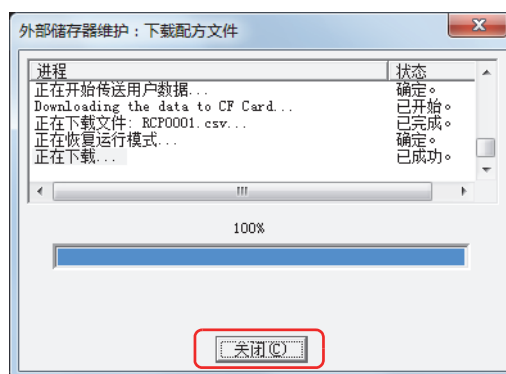 外部储存器维护：下载配方文件
进程 状态
正在开始传送用户数据... 确定。
Downloading the data to CF Card... 已开始。
正在下载文件: RCP0001.csv... 已完成。
正在恢复运行模式... 确定。
正在下载... 已成功。
100%
关闭(C)